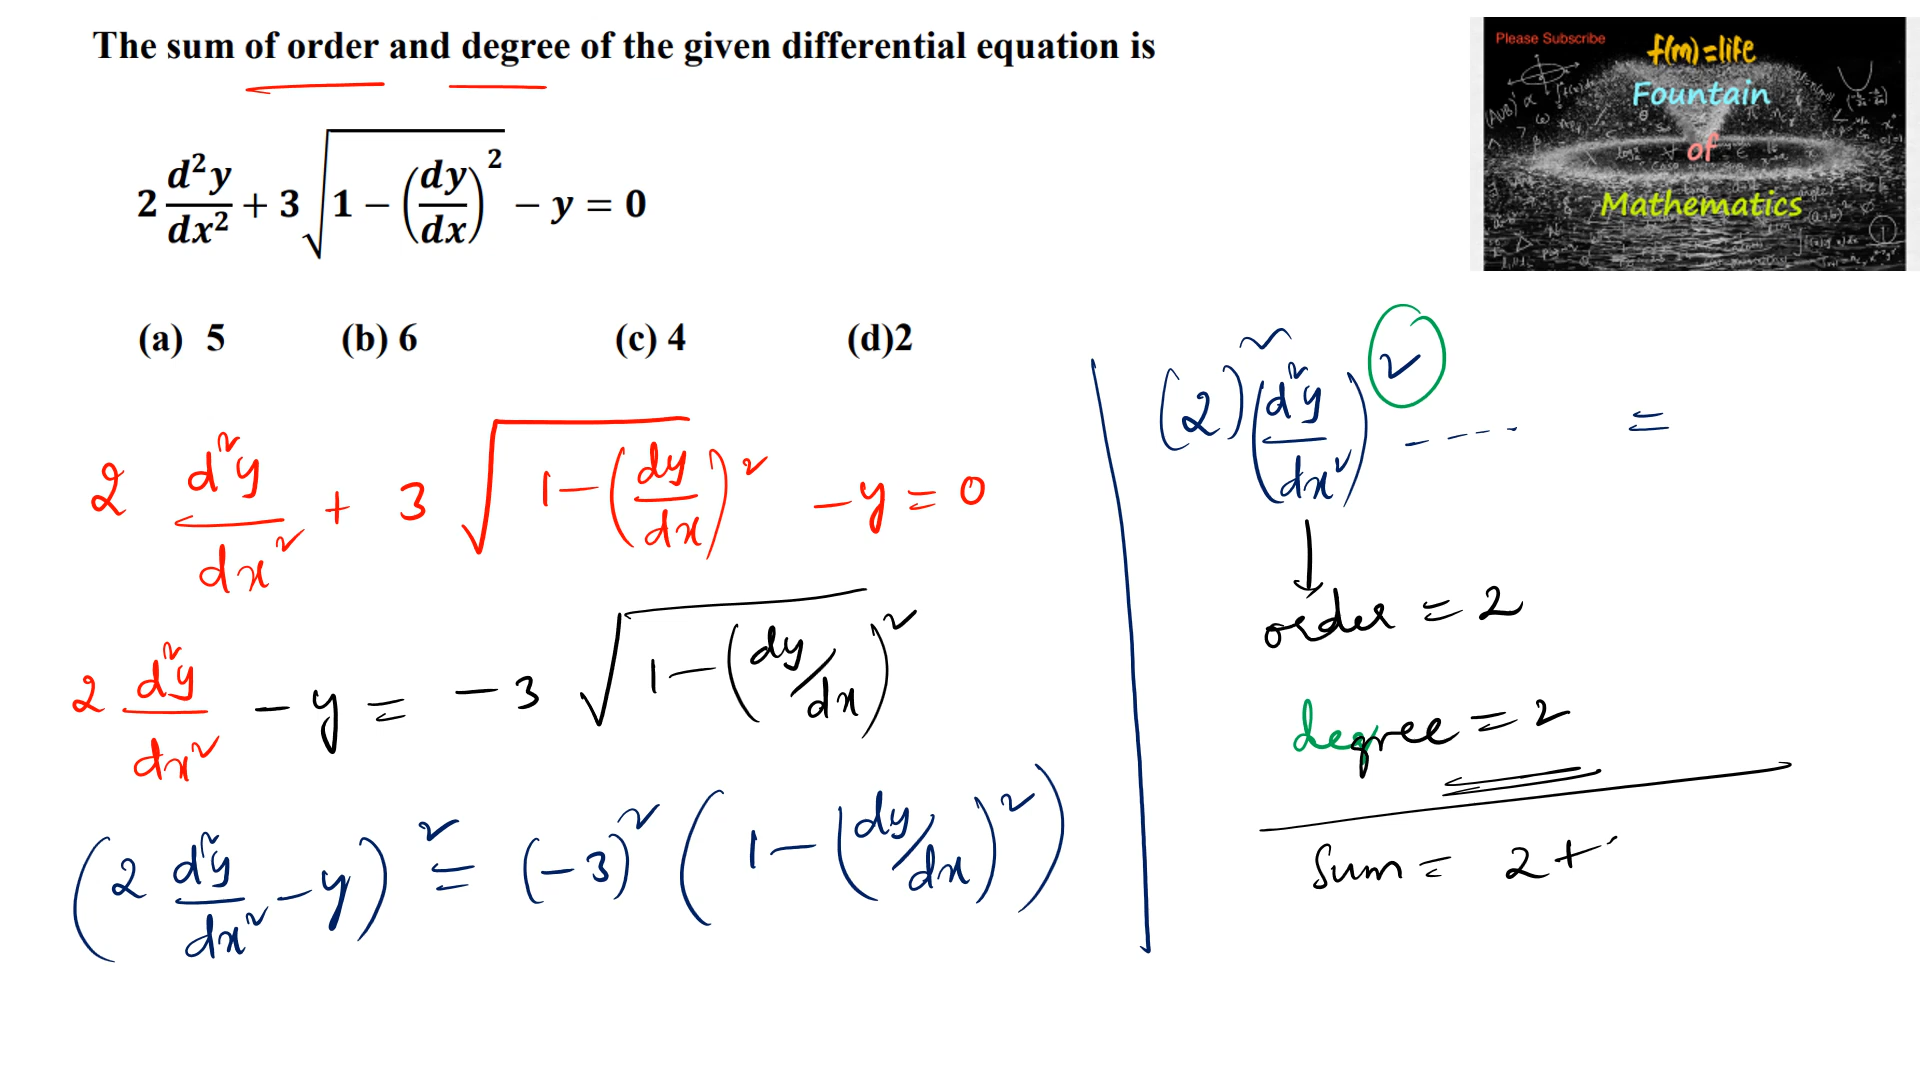 The sum of order and degree of the given differential equation is
2 d²y/dx² + 3 √(1 − (dy/dx)²) − y = 0
(a) 5 (b) 6 (c) 4 (d)2
2 d²y/dx² + 3 √(1 − (dy/dx)²) − y = 0
2 d²y/dx² − y = −3 √(1 − (dy/dx)²)
(2 d²y/dx² − y)² = (−3)² (1 − (dy/dx)²)
(2)² (d²y/dx²)² ---- =
order = 2
degree = 2
Sum = 2 +
Please Subscribe
f(m)=life
Fountain
of
Mathematics